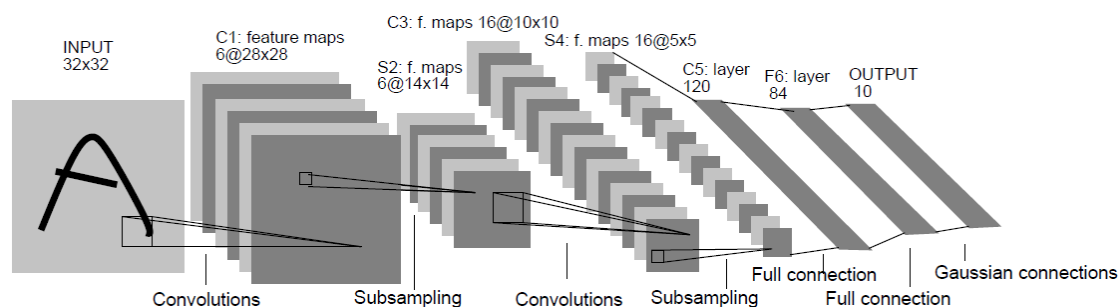 INPUT
32x32
C1: feature maps
6@28x28
S2: f. maps
6@14x14
C3: f. maps 16@10x10
S4: f. maps 16@5x5
C5: layer
120
F6: layer
84
OUTPUT
10
Convolutions
Subsampling
Convolutions
Subsampling
Full connection
Full connection
Gaussian connections
A